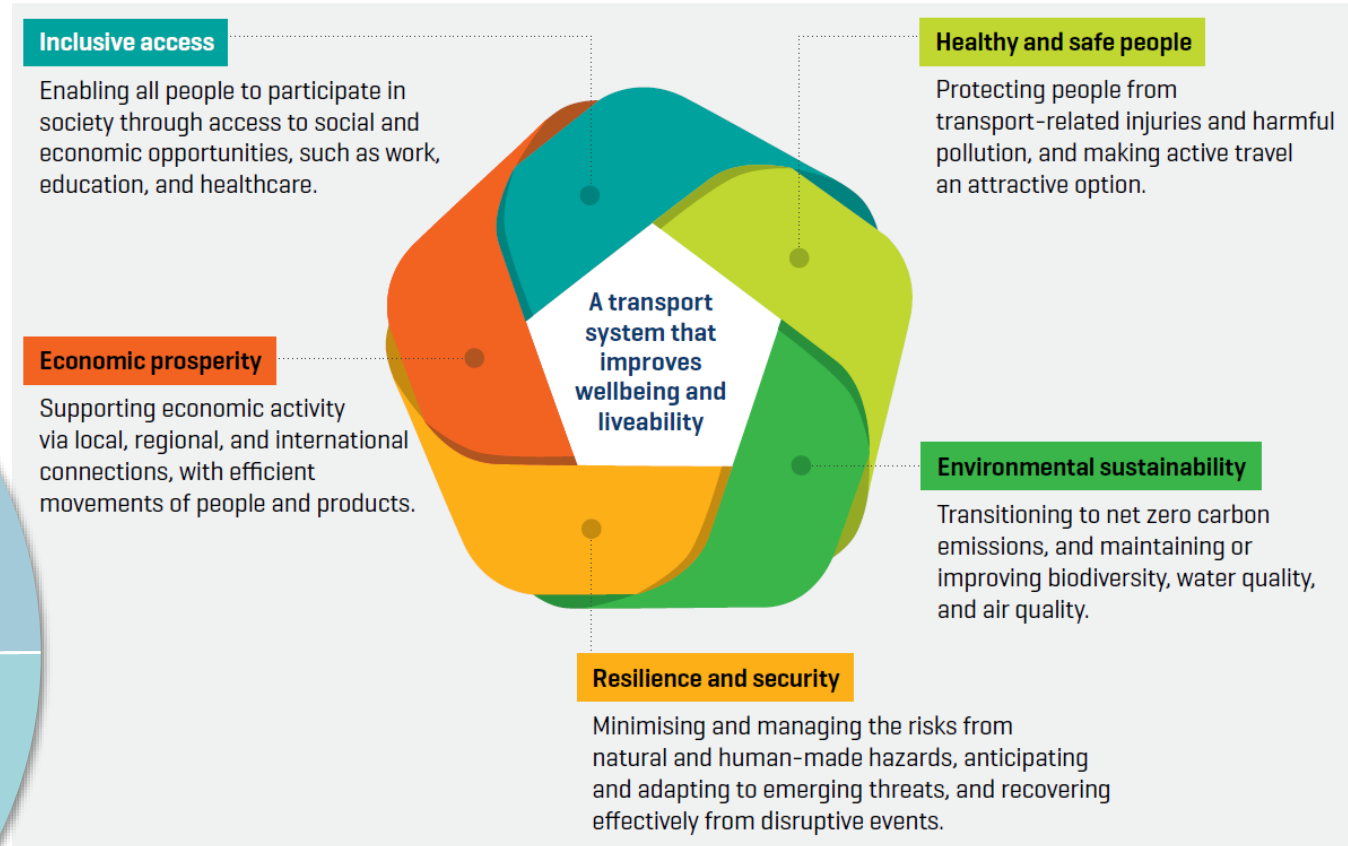 Inclusive access
Enabling all people to participate in
society through access to social and
economic opportunities, such as work,
education, and healthcare.
Healthy and safe people
Protecting people from
transport-related injuries and harmful
pollution, and making active travel
an attractive option.
A transport
system that
improves
wellbeing and
liveability
Economic prosperity
Supporting economic activity
via local, regional, and international
connections, with efficient
movements of people and products.
Environmental sustainability
Transitioning to net zero carbon
emissions, and maintaining or
improving biodiversity, water quality,
and air quality.
Resilience and security
Minimising and managing the risks from
natural and human-made hazards, anticipating
and adapting to emerging threats, and recovering
effectively from disruptive events.